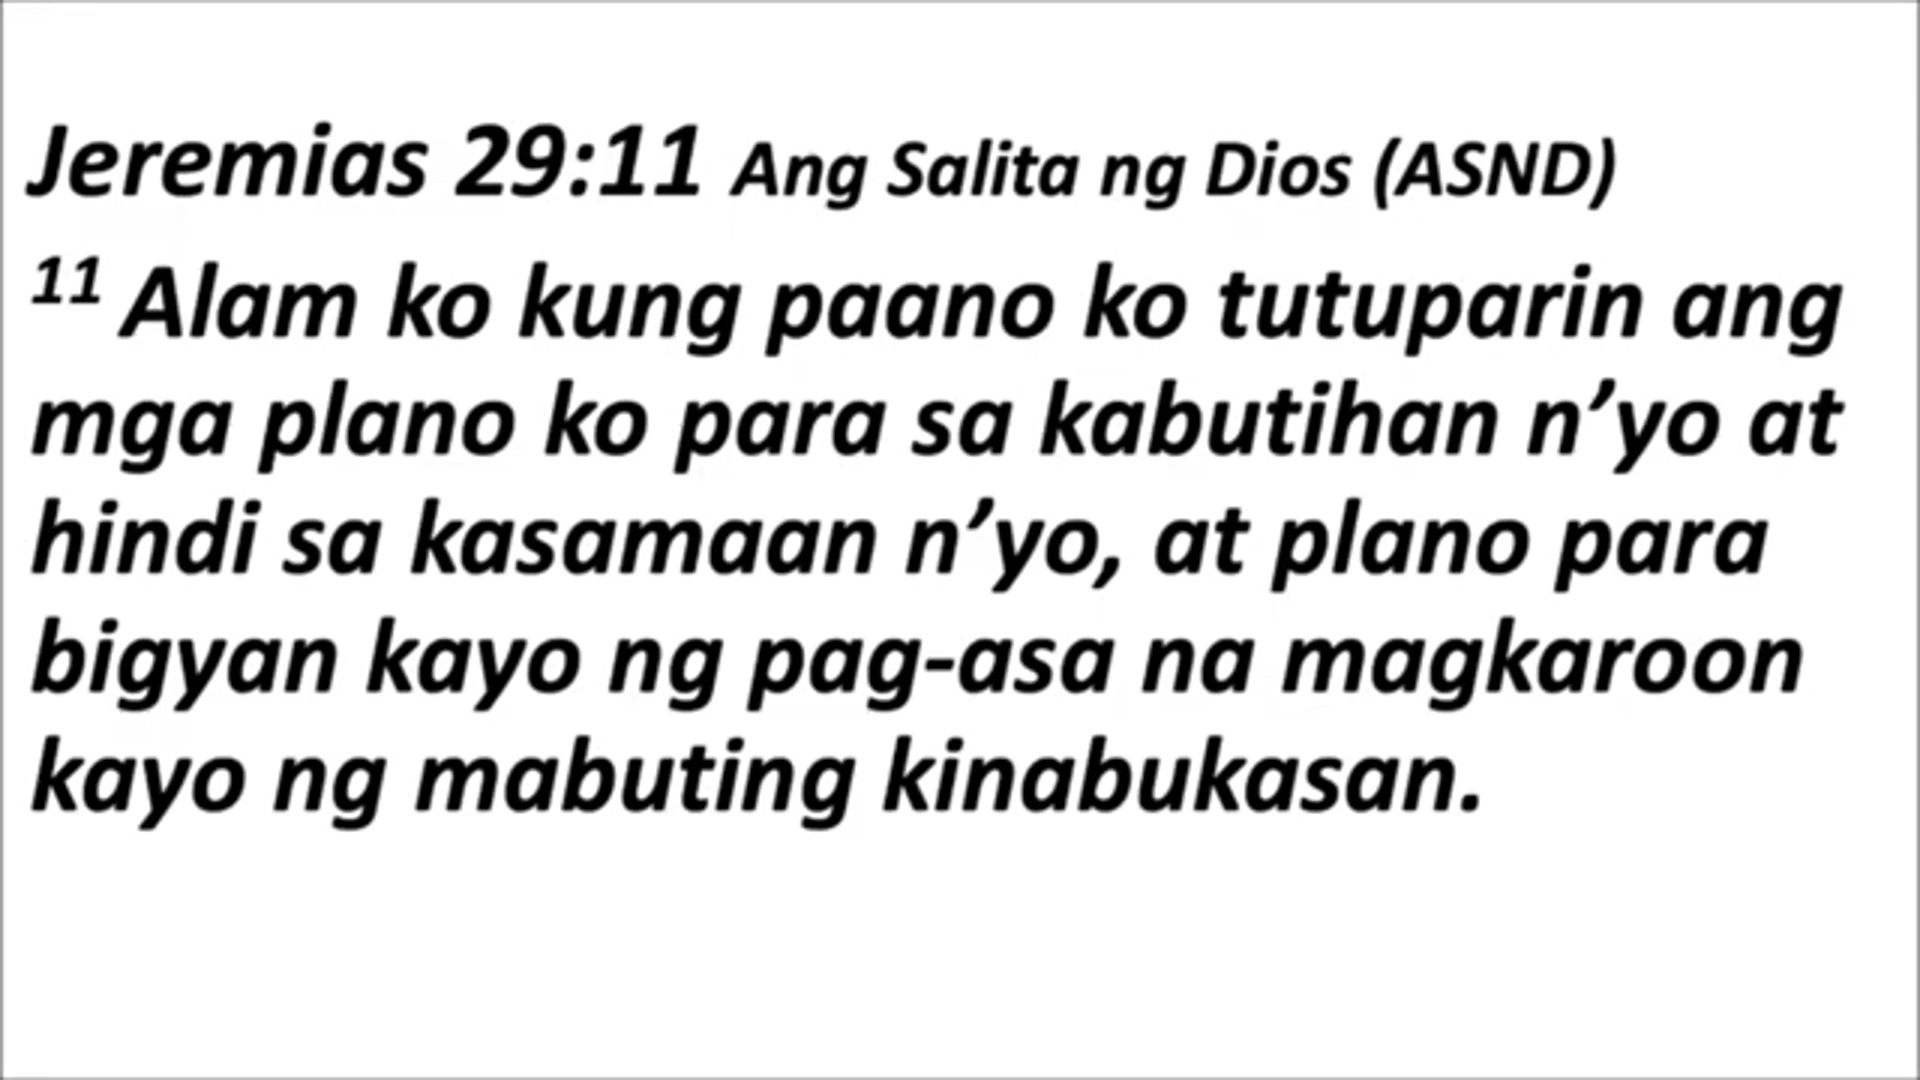 Jeremias 29:11 Ang Salita ng Dios (ASND)
11 Alam ko kung paano ko tutuparin ang
mga plano ko para sa kabutihan n’yo at
hindi sa kasamaan n’yo, at plano para
bigyan kayo ng pag-asa na magkaroon
kayo ng mabuting kinabukasan.